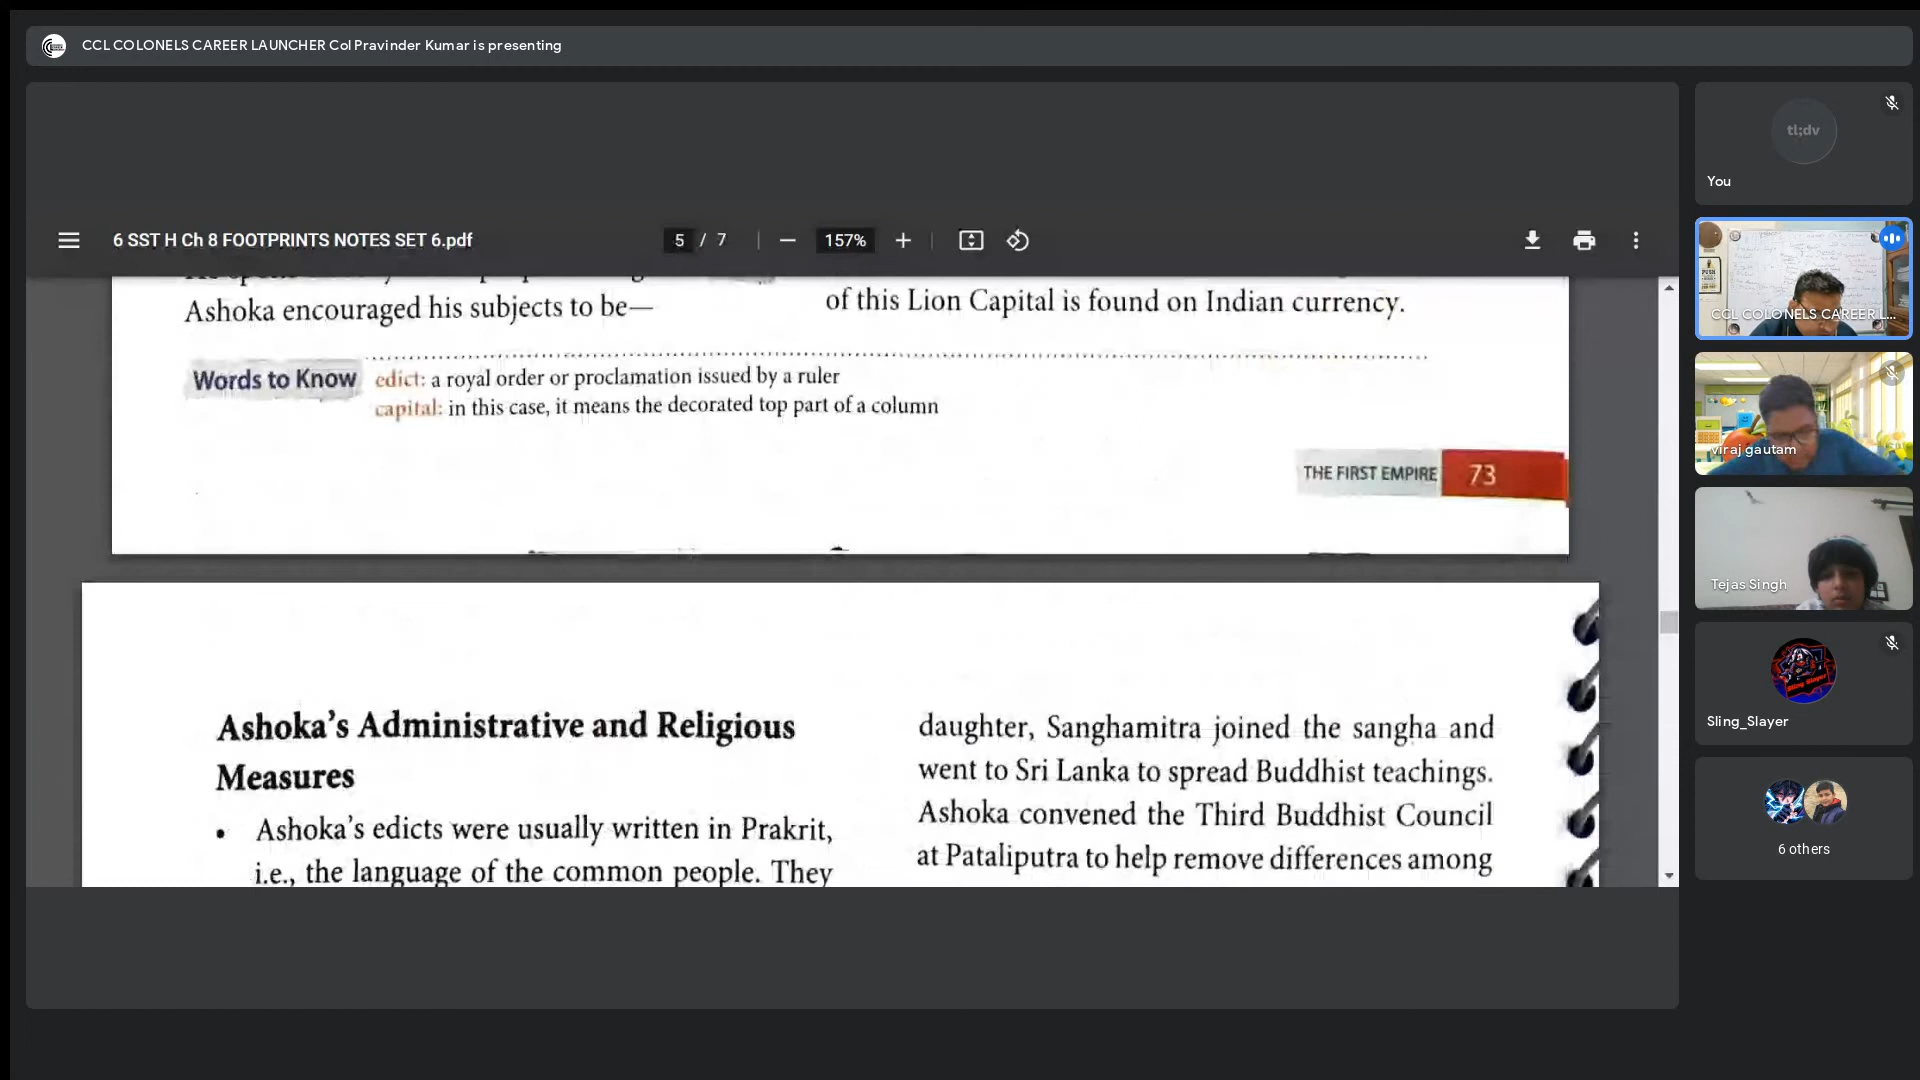 CCL COLONELS CAREER LAUNCHER Col Pravinder Kumar is presenting
6 SST H Ch 8 FOOTPRINTS NOTES SET 6.pdf
5 / 7
157%
Ashoka encouraged his subjects to be—
of this Lion Capital is found on Indian currency.
Words to Know
edict: a royal order or proclamation issued by a ruler
capital: in this case, it means the decorated top part of a column
THE FIRST EMPIRE 73
Ashoka's Administrative and Religious
Measures
• Ashoka's edicts were usually written in Prakrit,
i.e., the language of the common people. They
daughter, Sanghamitra joined the sangha and
went to Sri Lanka to spread Buddhist teachings.
Ashoka convened the Third Buddhist Council
at Pataliputra to help remove differences among
tl;dv
You
PUSH
CCL COLONELS CAREER L...
viraj gautam
Tejas Singh
Sling_Slayer
6 others